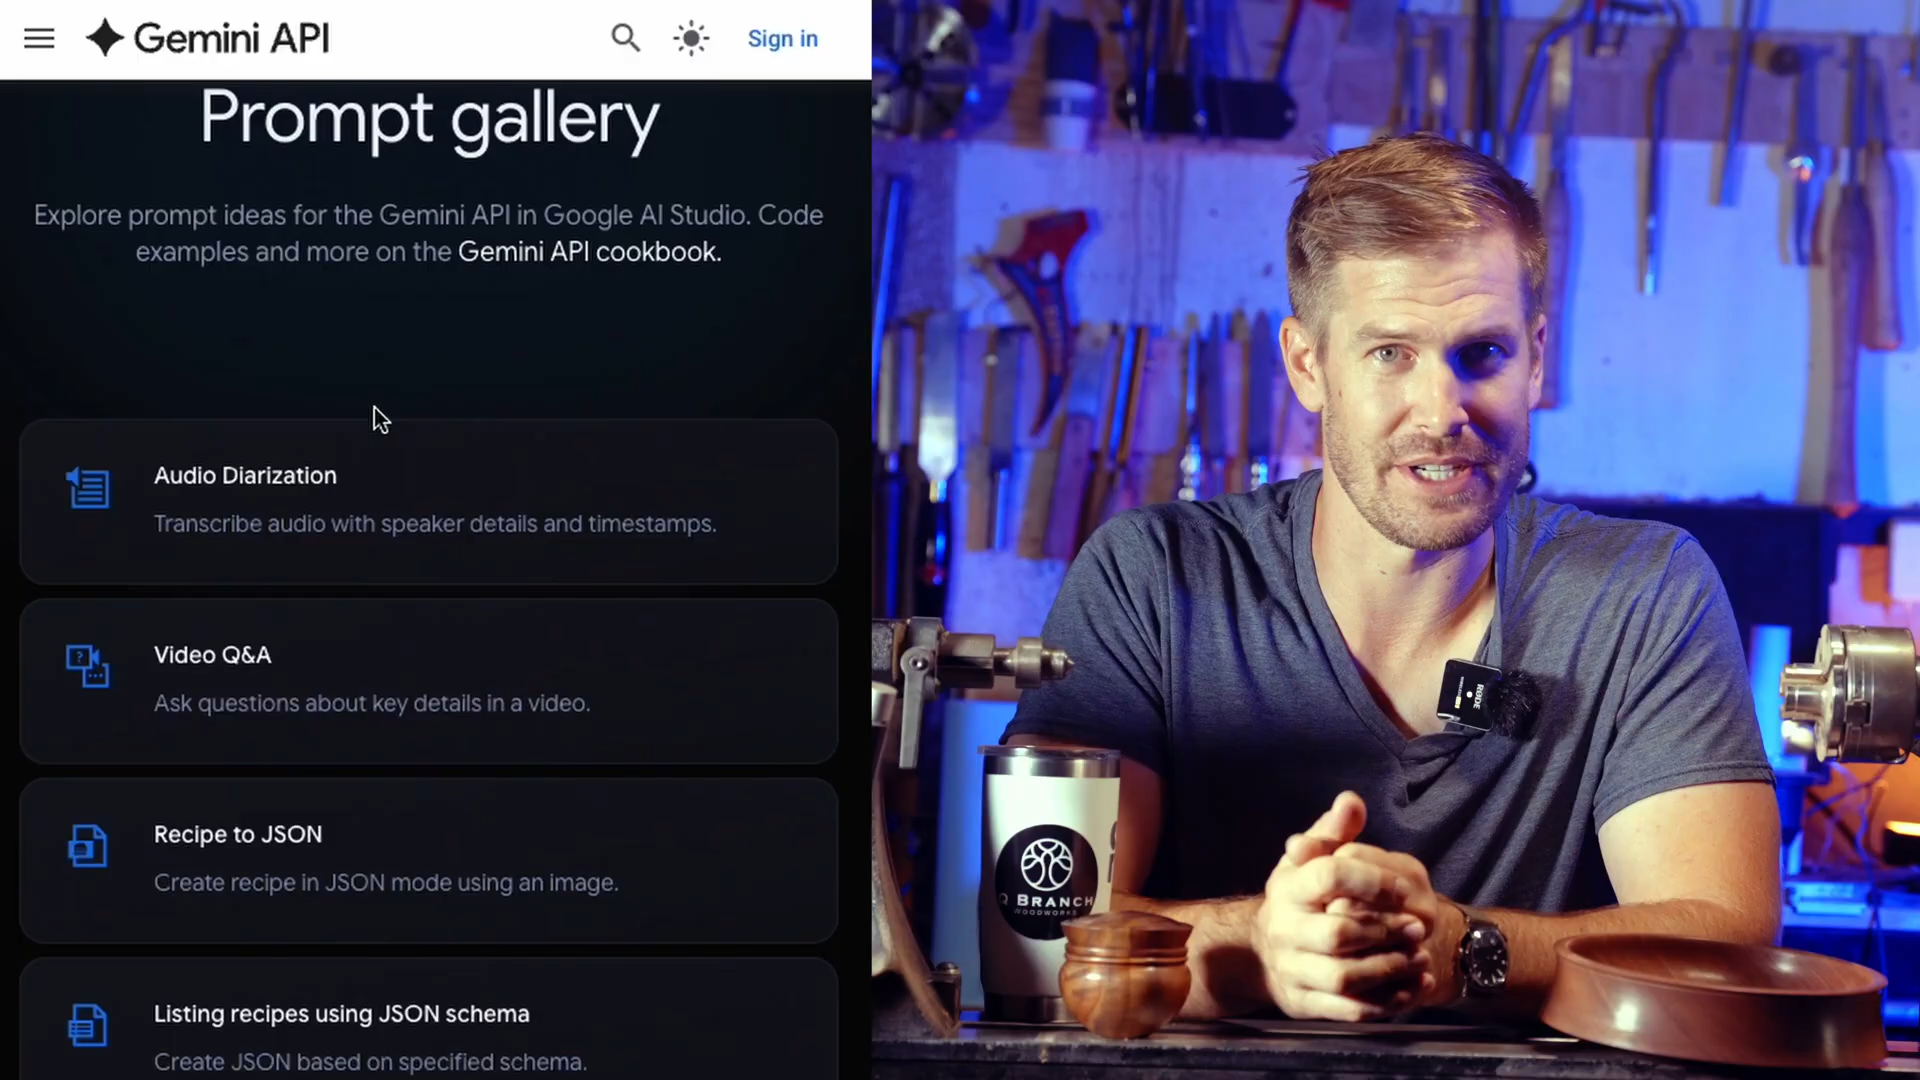 Gemini API
Sign in
Prompt gallery
Explore prompt ideas for the Gemini API in Google AI Studio. Code
examples and more on the Gemini API cookbook.
Audio Diarization
Transcribe audio with speaker details and timestamps.
Video Q&A
Ask questions about key details in a video.
Recipe to JSON
Create recipe in JSON mode using an image.
Listing recipes using JSON schema
Create JSON based on specified schema.
RØDE
Q BRANCH
WOODWORKS